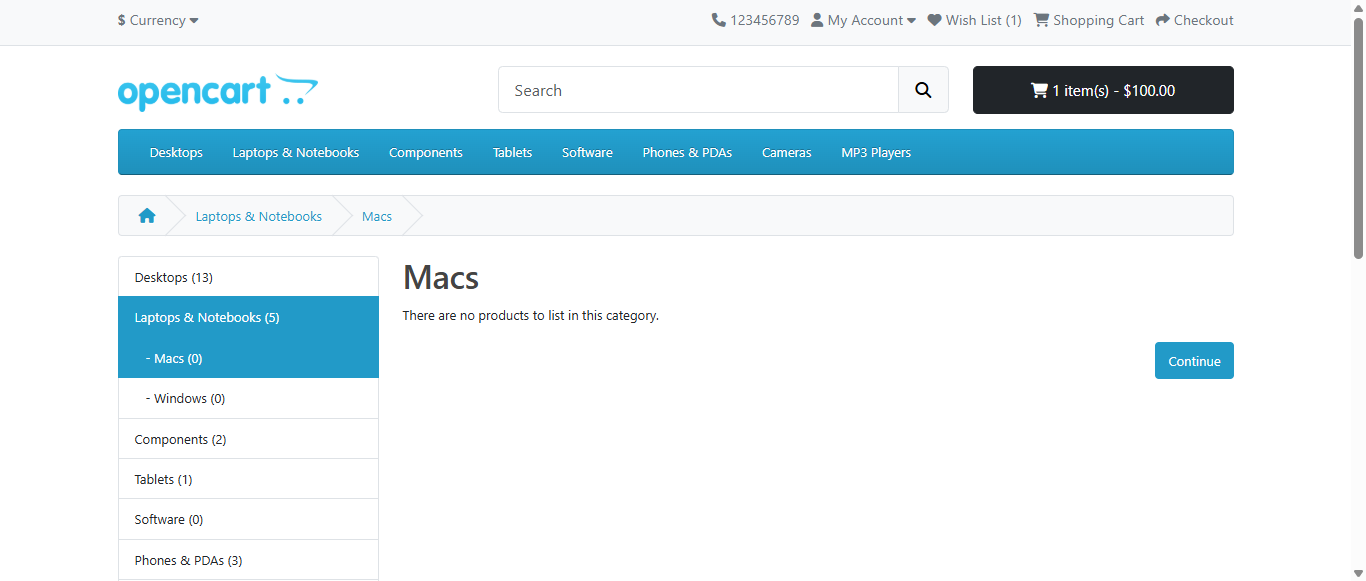 $ Currency
123456789 My Account Wish List (1) Shopping Cart Checkout
opencart
Search
1 item(s) - $100.00
Desktops Laptops & Notebooks Components Tablets Software Phones & PDAs Cameras MP3 Players
Laptops & Notebooks Macs
Desktops (13)
Laptops & Notebooks (5)
- Macs (0)
- Windows (0)
Components (2)
Tablets (1)
Software (0)
Phones & PDAs (3)
Macs
There are no products to list in this category.
Continue